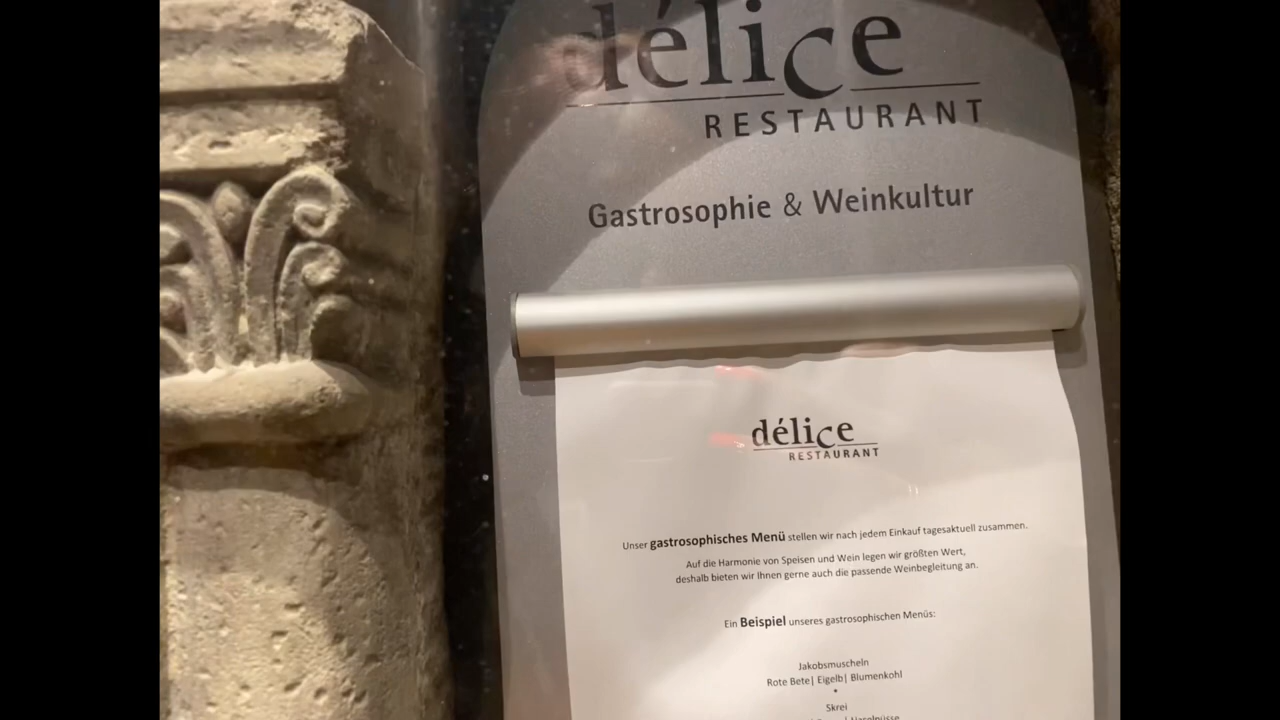 délice
RESTAURANT
Gastrosophie & Weinkultur
délice
RESTAURANT
Unser gastrosophisches Menü stellen wir nach jedem Einkauf tagesaktuell zusammen.
Auf die Harmonie von Speisen und Wein legen wir größten Wert,
deshalb bieten wir Ihnen gerne auch die passende Weinbegleitung an.
Ein Beispiel unseres gastrosophischen Menüs:
Jakobsmuscheln
Rote Bete| Eigelb| Blumenkohl
*
Skrei